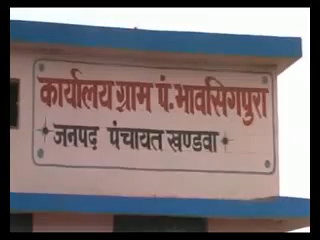 कार्यालय ग्राम पं. भावसिगपुरा
जनपद पंचायत खण्डवा